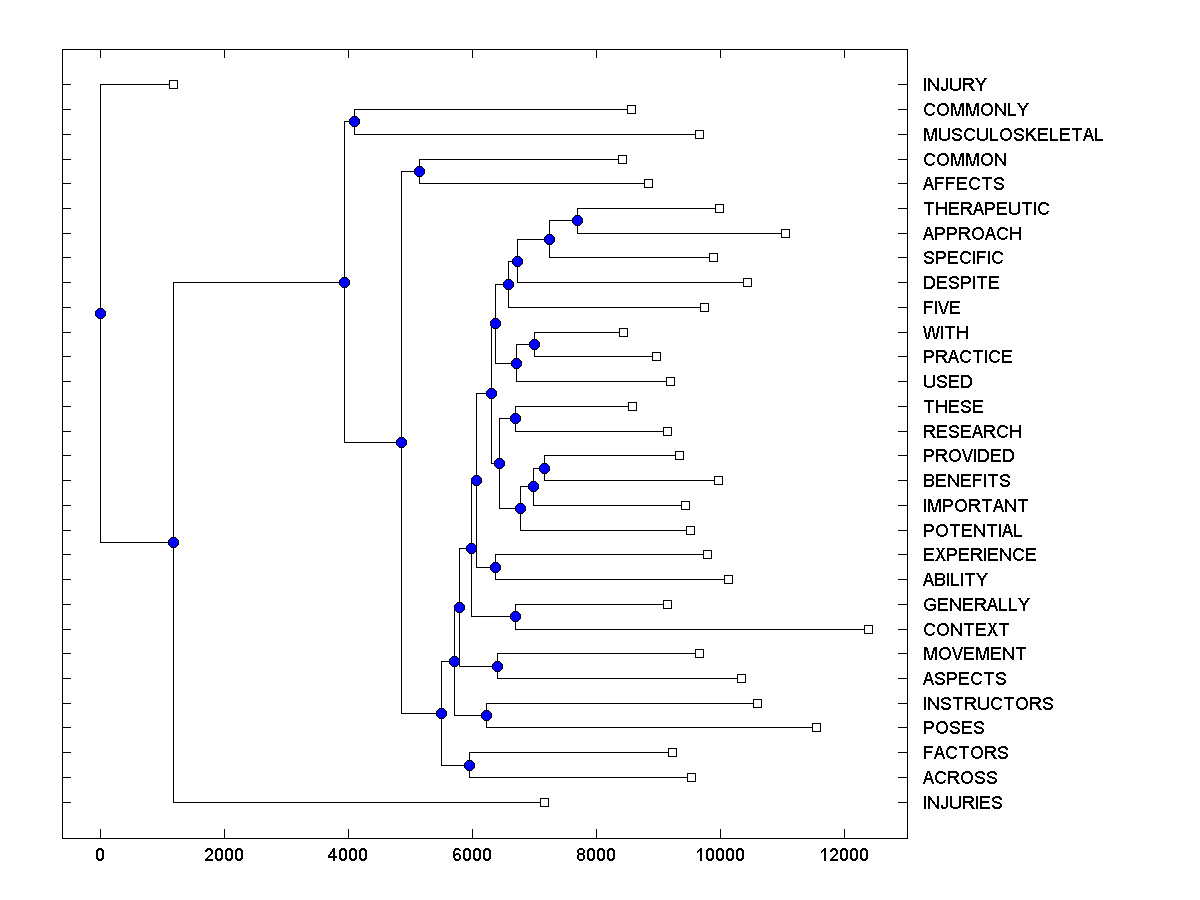 INJURY
COMMONLY
MUSCULOSKELETAL
COMMON
AFFECTS
THERAPEUTIC
APPROACH
SPECIFIC
DESPITE
FIVE
WITH
PRACTICE
USED
THESE
RESEARCH
PROVIDED
BENEFITS
IMPORTANT
POTENTIAL
EXPERIENCE
ABILITY
GENERALLY
CONTEXT
MOVEMENT
ASPECTS
INSTRUCTORS
POSES
FACTORS
ACROSS
INJURIES
0 2000 4000 6000 8000 10000 12000